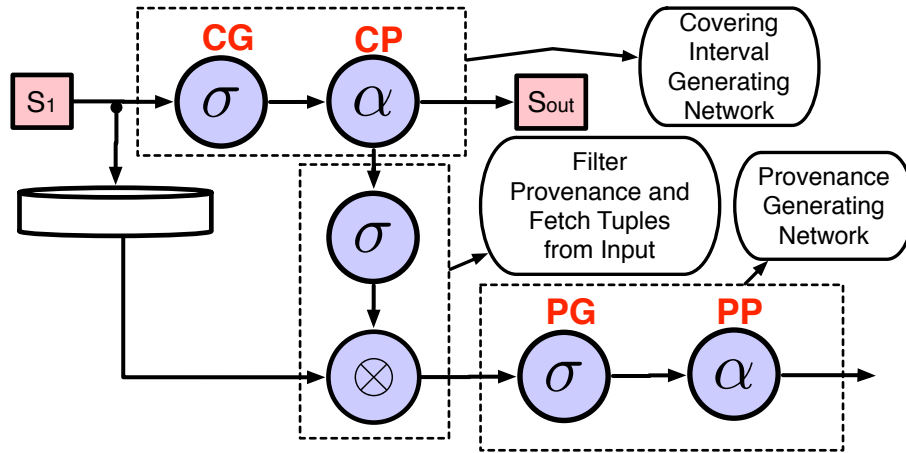 CG
CP
S1
σ
α
Sout
Covering
Interval
Generating
Network
Filter
Provenance and
Fetch Tuples
from Input
Provenance
Generating
Network
σ
⊗
PG
PP
σ
α